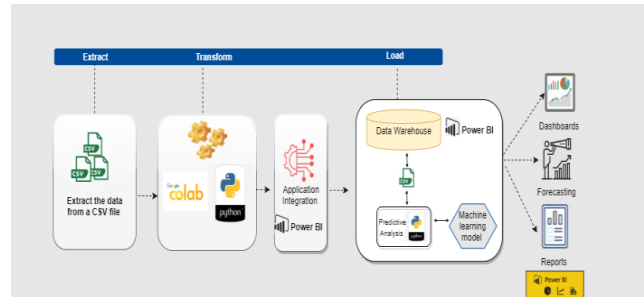 Extract
Transform
Load
CSV
CSV
CSV
Extract the data
from a CSV file
Google
colab
python
Application
Integration
Power BI
Data Warehouse
Power BI
CSV
Predictive
Analysis
python
Machine
learning
model
Dashboards
Forecasting
Reports
Power BI